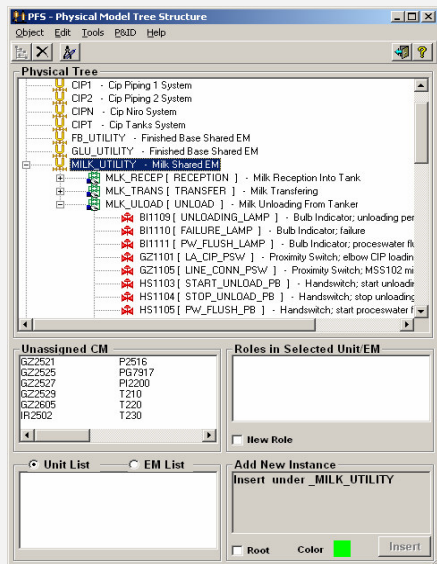 PFS - Physical Model Tree Structure
Object Edit Tools P&ID Help
Physical Tree
CIP1 - Cip Piping 1 System
CIP2 - Cip Piping 2 System
CIPN - Cip Niro System
CIPT - Cip Tanks System
FB_UTILITY - Finished Base Shared EM
GLU_UTILITY - Finished Base Shared EM
MILK_UTILITY - Milk Shared EM
MLK_RECEP [ RECEPTION ] - Milk Reception Into Tank
MLK_TRANS [ TRANSFER ] - Milk Transfering
MLK_ULOAD [ UNLOAD ] - Milk Unloading From Tanker
BI1109 [ UNLOADING_LAMP ] - Bulb Indicator; unloading per
BI1110 [ FAILURE_LAMP ] - Bulb Indicator; failure
BI1111 [ PW_FLUSH_LAMP ] - Bulb Indicator; proceswater flu
GZ1101 [ LA_CIP_PSW ] - Proximity Switch; elbow CIP loadin
GZ1105 [ LINE_CONN_PSW ] - Proximity Switch; MSS102 mi
HS1103 [ START_UNLOAD_PB ] - Handswitch; start unloadin
HS1104 [ STOP_UNLOAD_PB ] - Handswitch; stop unloading
HS1105 [ PW_FLUSH_PB ] - Handswitch; start processwater f
Unassigned CM
GZ2521 P2516
GZ2525 PG7917
GZ2527 PI2200
GZ2529 T210
GZ2605 T220
IR2502 T230
Roles in Selected Unit/EM
New Role
Unit List EM List
Add New Instance
Insert under _MILK_UTILITY
Root Color Insert